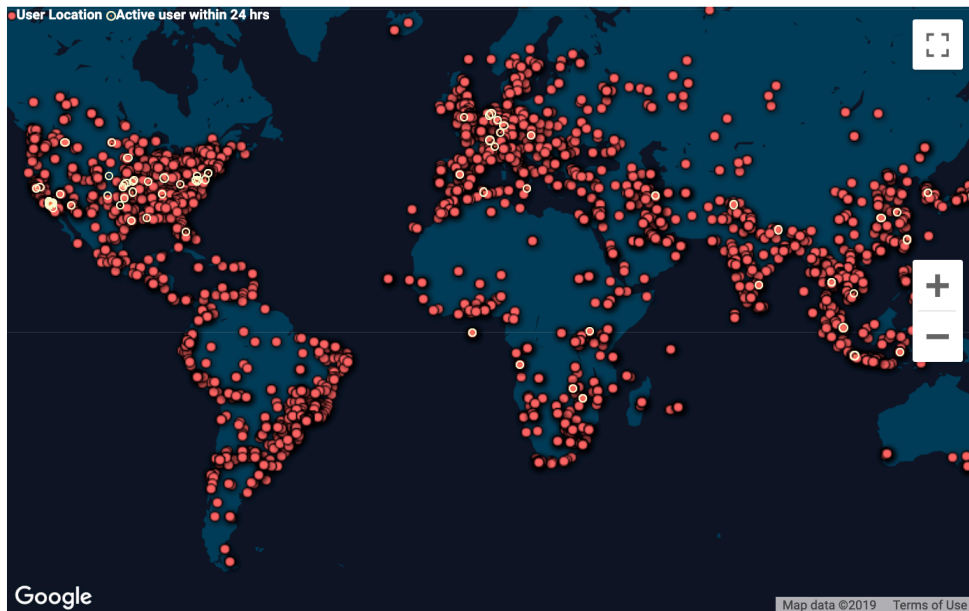 User Location Active user within 24 hrs
Google
Map data ©2019 Terms of Use